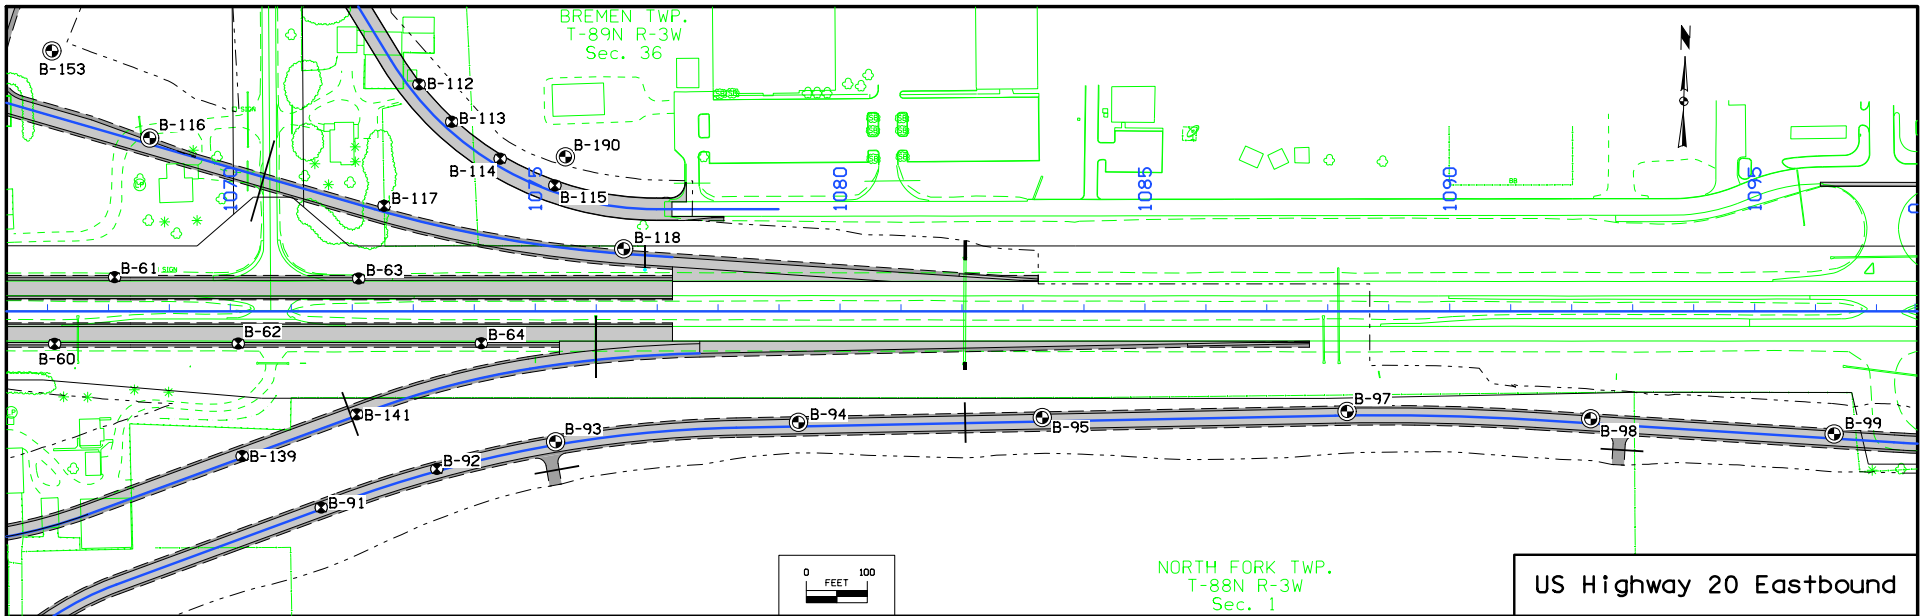 BREMEN TWP.
T-89N R-3W
Sec. 36
N
B-153
B-112
B-113
B-116
B-190
B-114
B-115
B-117
1070
1075
1080
1085
1090
1095
B-118
B-61
SIGN
B-63
B-62
B-64
B-60
B-141
B-97
B-94
B-95
B-93
B-98
B-99
B-139
B-92
B-91
0 100
FEET
NORTH FORK TWP.
T-88N R-3W
Sec. 1
US Highway 20 Eastbound